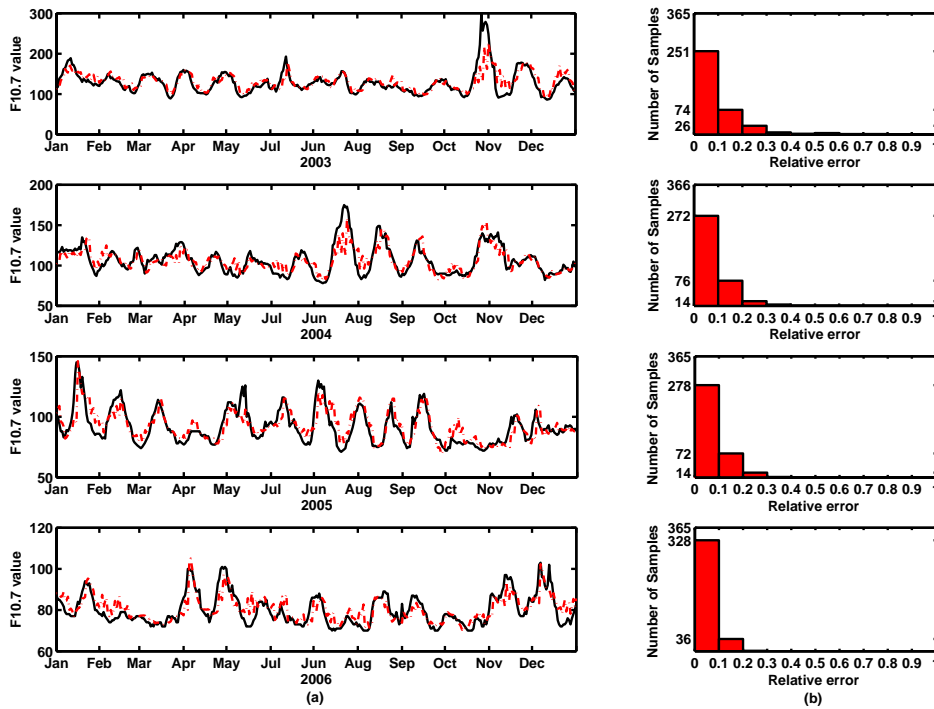 300
200
100
0
F10.7 value
Jan Feb Mar Apr May Jul Jun Aug Sep Oct Nov Dec
2003
365
251
74
26
Number of Samples
0 0.1 0.2 0.3 0.4 0.5 0.6 0.7 0.8 0.9 1
Relative error
200
150
100
50
F10.7 value
Jan Feb Mar Apr May Jul Jun Aug Sep Oct Nov Dec
2004
366
272
76
14
Number of Samples
0 0.1 0.2 0.3 0.4 0.5 0.6 0.7 0.8 0.9 1
Relative error
150
100
50
F10.7 value
Jan Feb Mar Apr May Jul Jun Aug Sep Oct Nov Dec
2005
365
278
72
14
Number of Samples
0 0.1 0.2 0.3 0.4 0.5 0.6 0.7 0.8 0.9 1
Relative error
120
100
80
60
F10.7 value
Jan Feb Mar Apr May Jul Jun Aug Sep Oct Nov Dec
2006
(a)
365
328
36
Number of Samples
0 0.1 0.2 0.3 0.4 0.5 0.6 0.7 0.8 0.9 1
Relative error
(b)